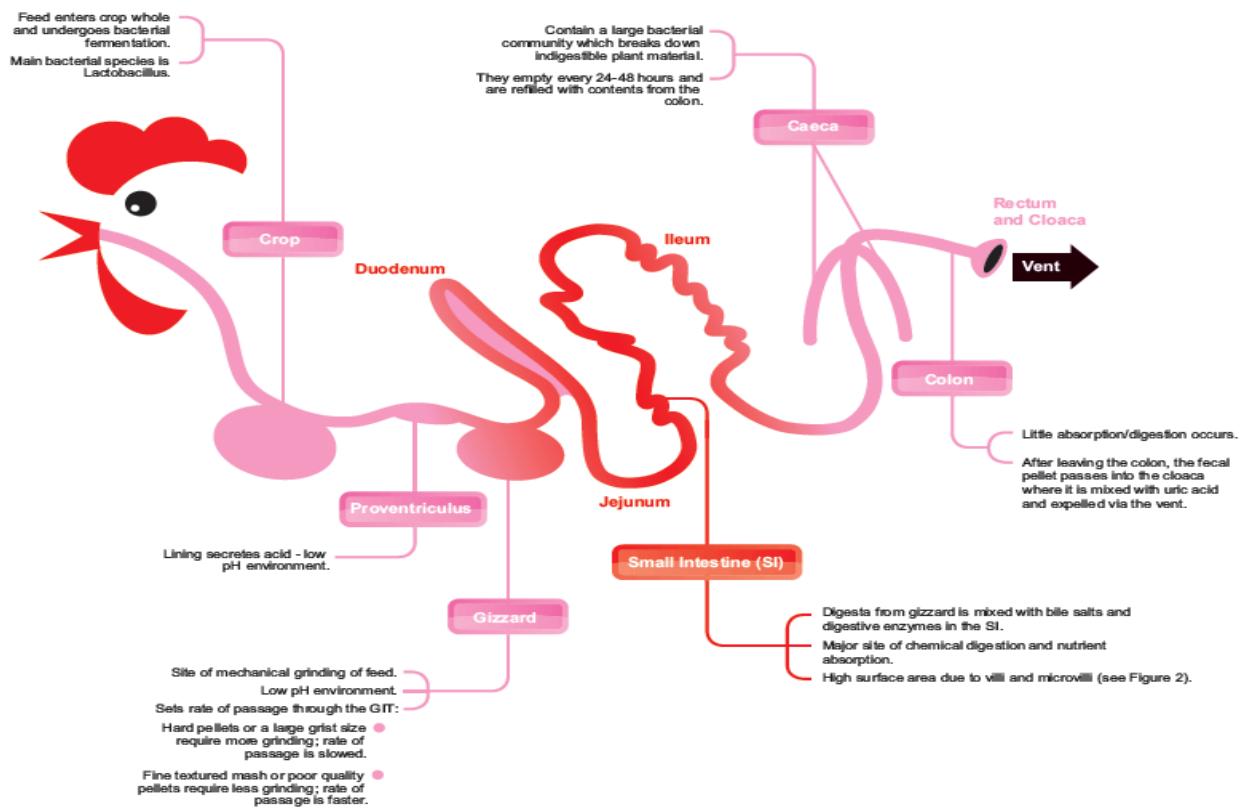 Feed enters crop whole
and undergoes bacterial
fermentation.
Main bacterial species is
Lactobacillus.
Contain a large bacterial
community which breaks down
indigestible plant material.
They empty every 24-48 hours and
are refilled with contents from the
colon.
Caeca
Rectum
and Cloaca
Crop
Ileum
Duodenum
Vent
Colon
Little absorption/digestion occurs.
After leaving the colon, the fecal
pellet passes into the cloaca
where it is mixed with uric acid
and expelled via the vent.
Jejunum
Proventriculus
Lining secretes acid - low
pH environment.
Small Intestine (SI)
Gizzard
Digesta from gizzard is mixed with bile salts and
digestive enzymes in the SI.
Major site of chemical digestion and nutrient
absorption.
High surface area due to villi and microvilli (see Figure 2).
Site of mechanical grinding of feed.
Low pH environment.
Sets rate of passage through the GIT:
Hard pellets or a large grist size
require more grinding; rate of
passage is slowed.
Fine textured mash or poor quality
pellets require less grinding; rate of
passage is faster.